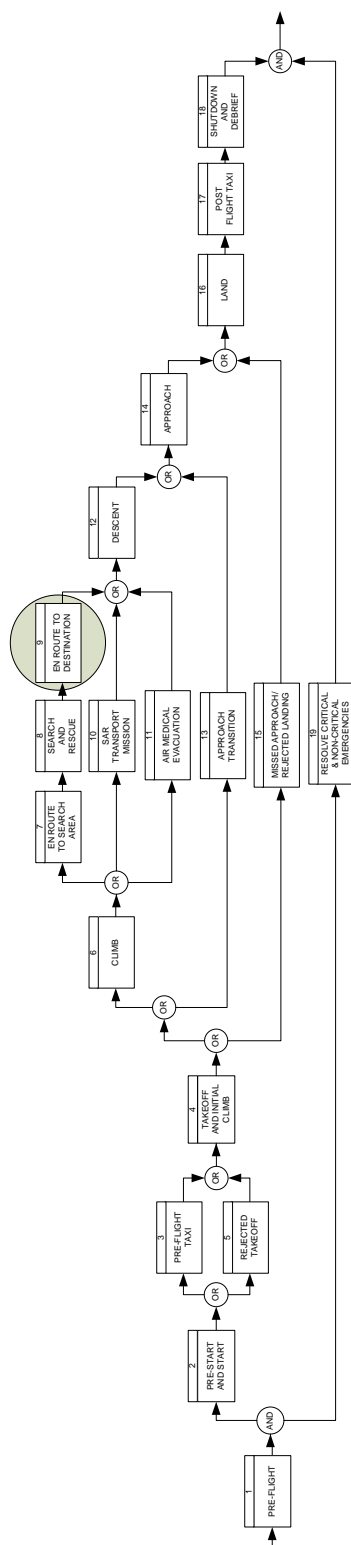 1
PRE-FLIGHT
AND
2
PRE-START
AND START
OR
3
PRE-FLIGHT
TAXI
5
REJECTED
TAKEOFF
OR
4
TAKEOFF
AND INITIAL
CLIMB
OR
OR
6
CLIMB
OR
7
EN ROUTE
TO SEARCH
AREA
8
SEARCH
AND
RESCUE
9
EN ROUTE TO
DESTINATION
10
SAR
TRANSPORT
MISSION
11
AIR MEDICAL
EVACUATION
OR
12
DESCENT
13
APPROACH
TRANSITION
OR
14
APPROACH
15
MISSED APPROACH/
REJECTED LANDING
OR
16
LAND
17
POST
FLIGHT TAXI
18
SHUTDOWN
AND
DEBRIEF
19
RESOLVE CRITICAL
& NON-CRITICAL
EMERGENCIES
AND